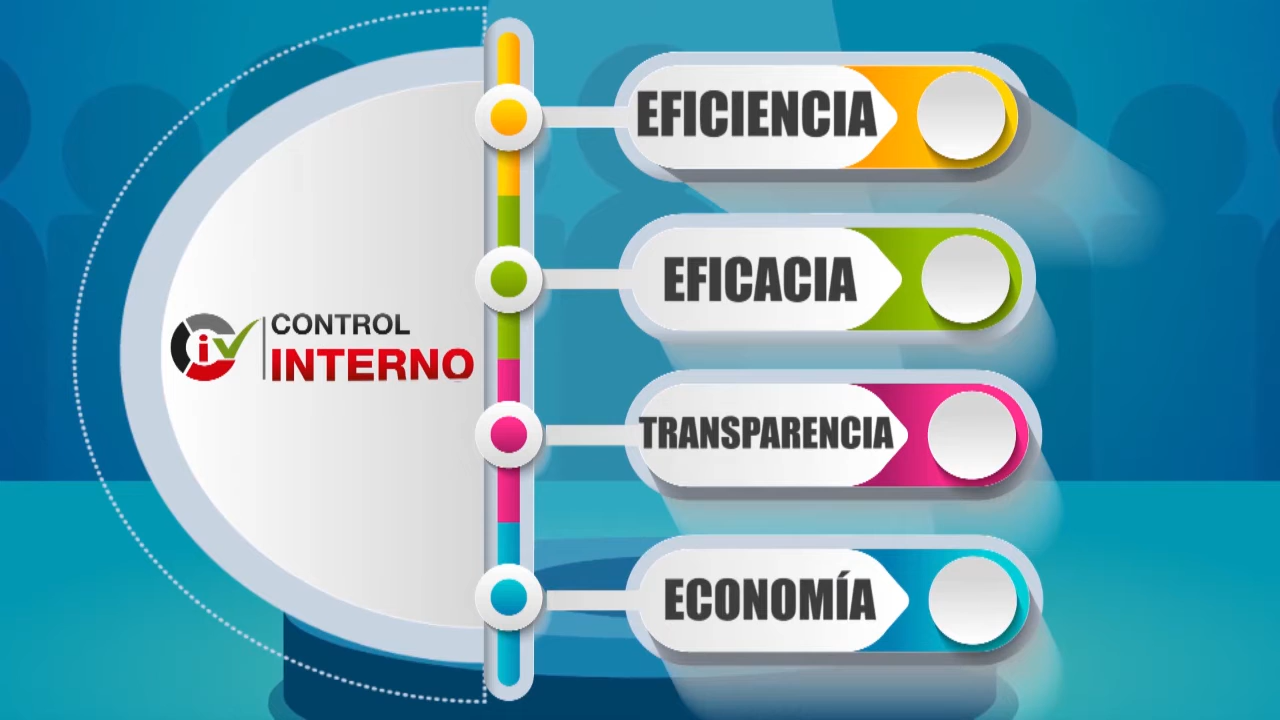 CONTROL
INTERNO
EFICIENCIA
EFICACIA
TRANSPARENCIA
ECONOMÍA